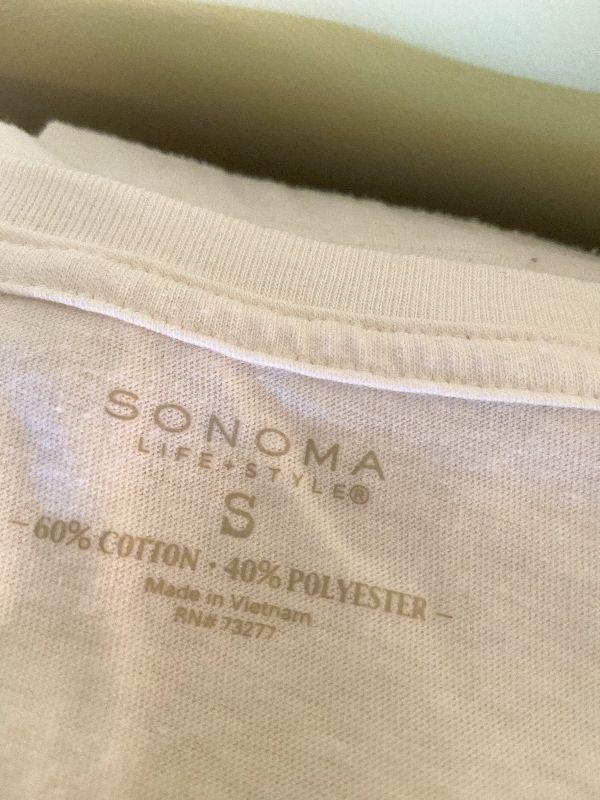 SONOMA
LIFE+STYLE®
S
– 60% COTTON · 40% POLYESTER –
Made in Vietnam
RN# 73277